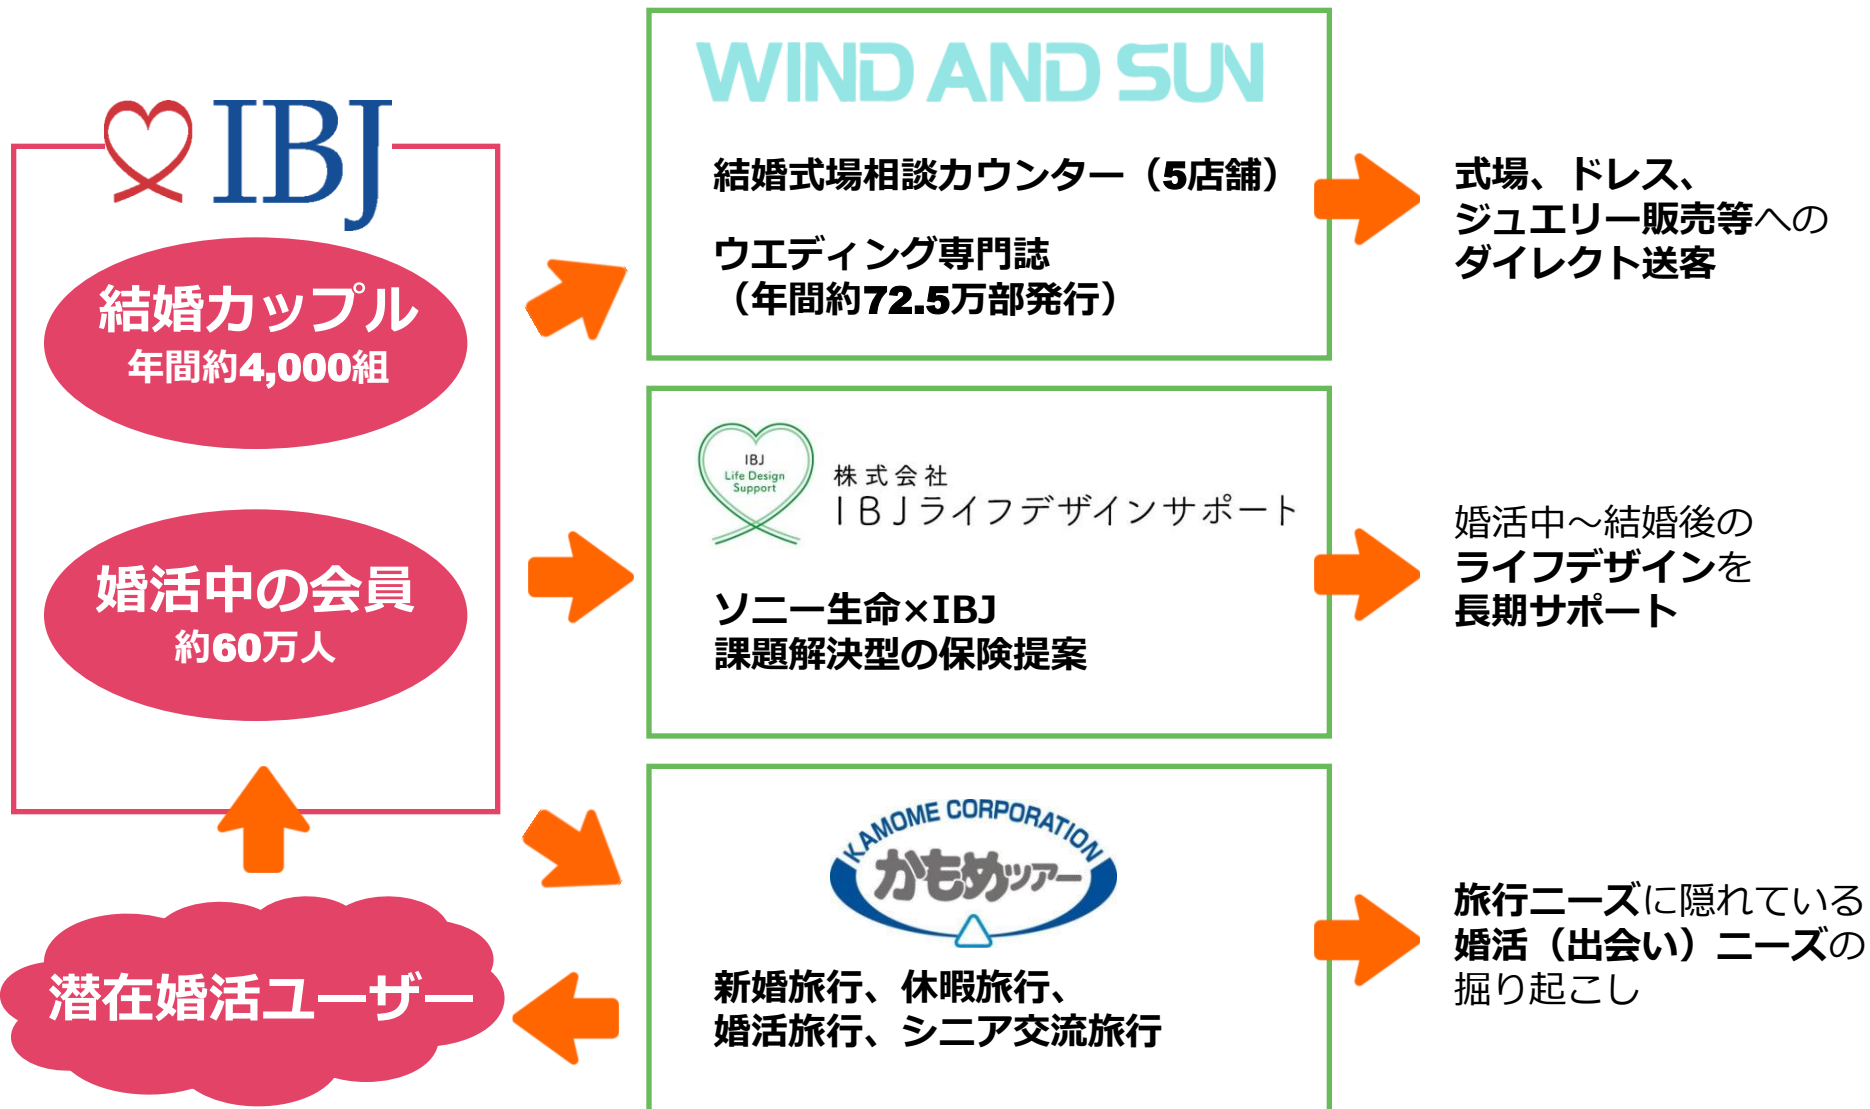 IBJ
結婚カップル
年間約4,000組
婚活中の会員
約60万人
潜在婚活ユーザー
WIND AND SUN
結婚式場相談カウンター（5店舗）
ウエディング専門誌
（年間約72.5万部発行）
式場、ドレス、
ジュエリー販売等への
ダイレクト送客
IBJ
Life Design
Support
株式会社
IBJライフデザインサポート
ソニー生命×IBJ
課題解決型の保険提案
婚活中～結婚後の
ライフデザインを
長期サポート
KAMOME CORPORATION
かもめツアー
新婚旅行、休暇旅行、
婚活旅行、シニア交流旅行
旅行ニーズに隠れている
婚活（出会い）ニーズの
掘り起こし